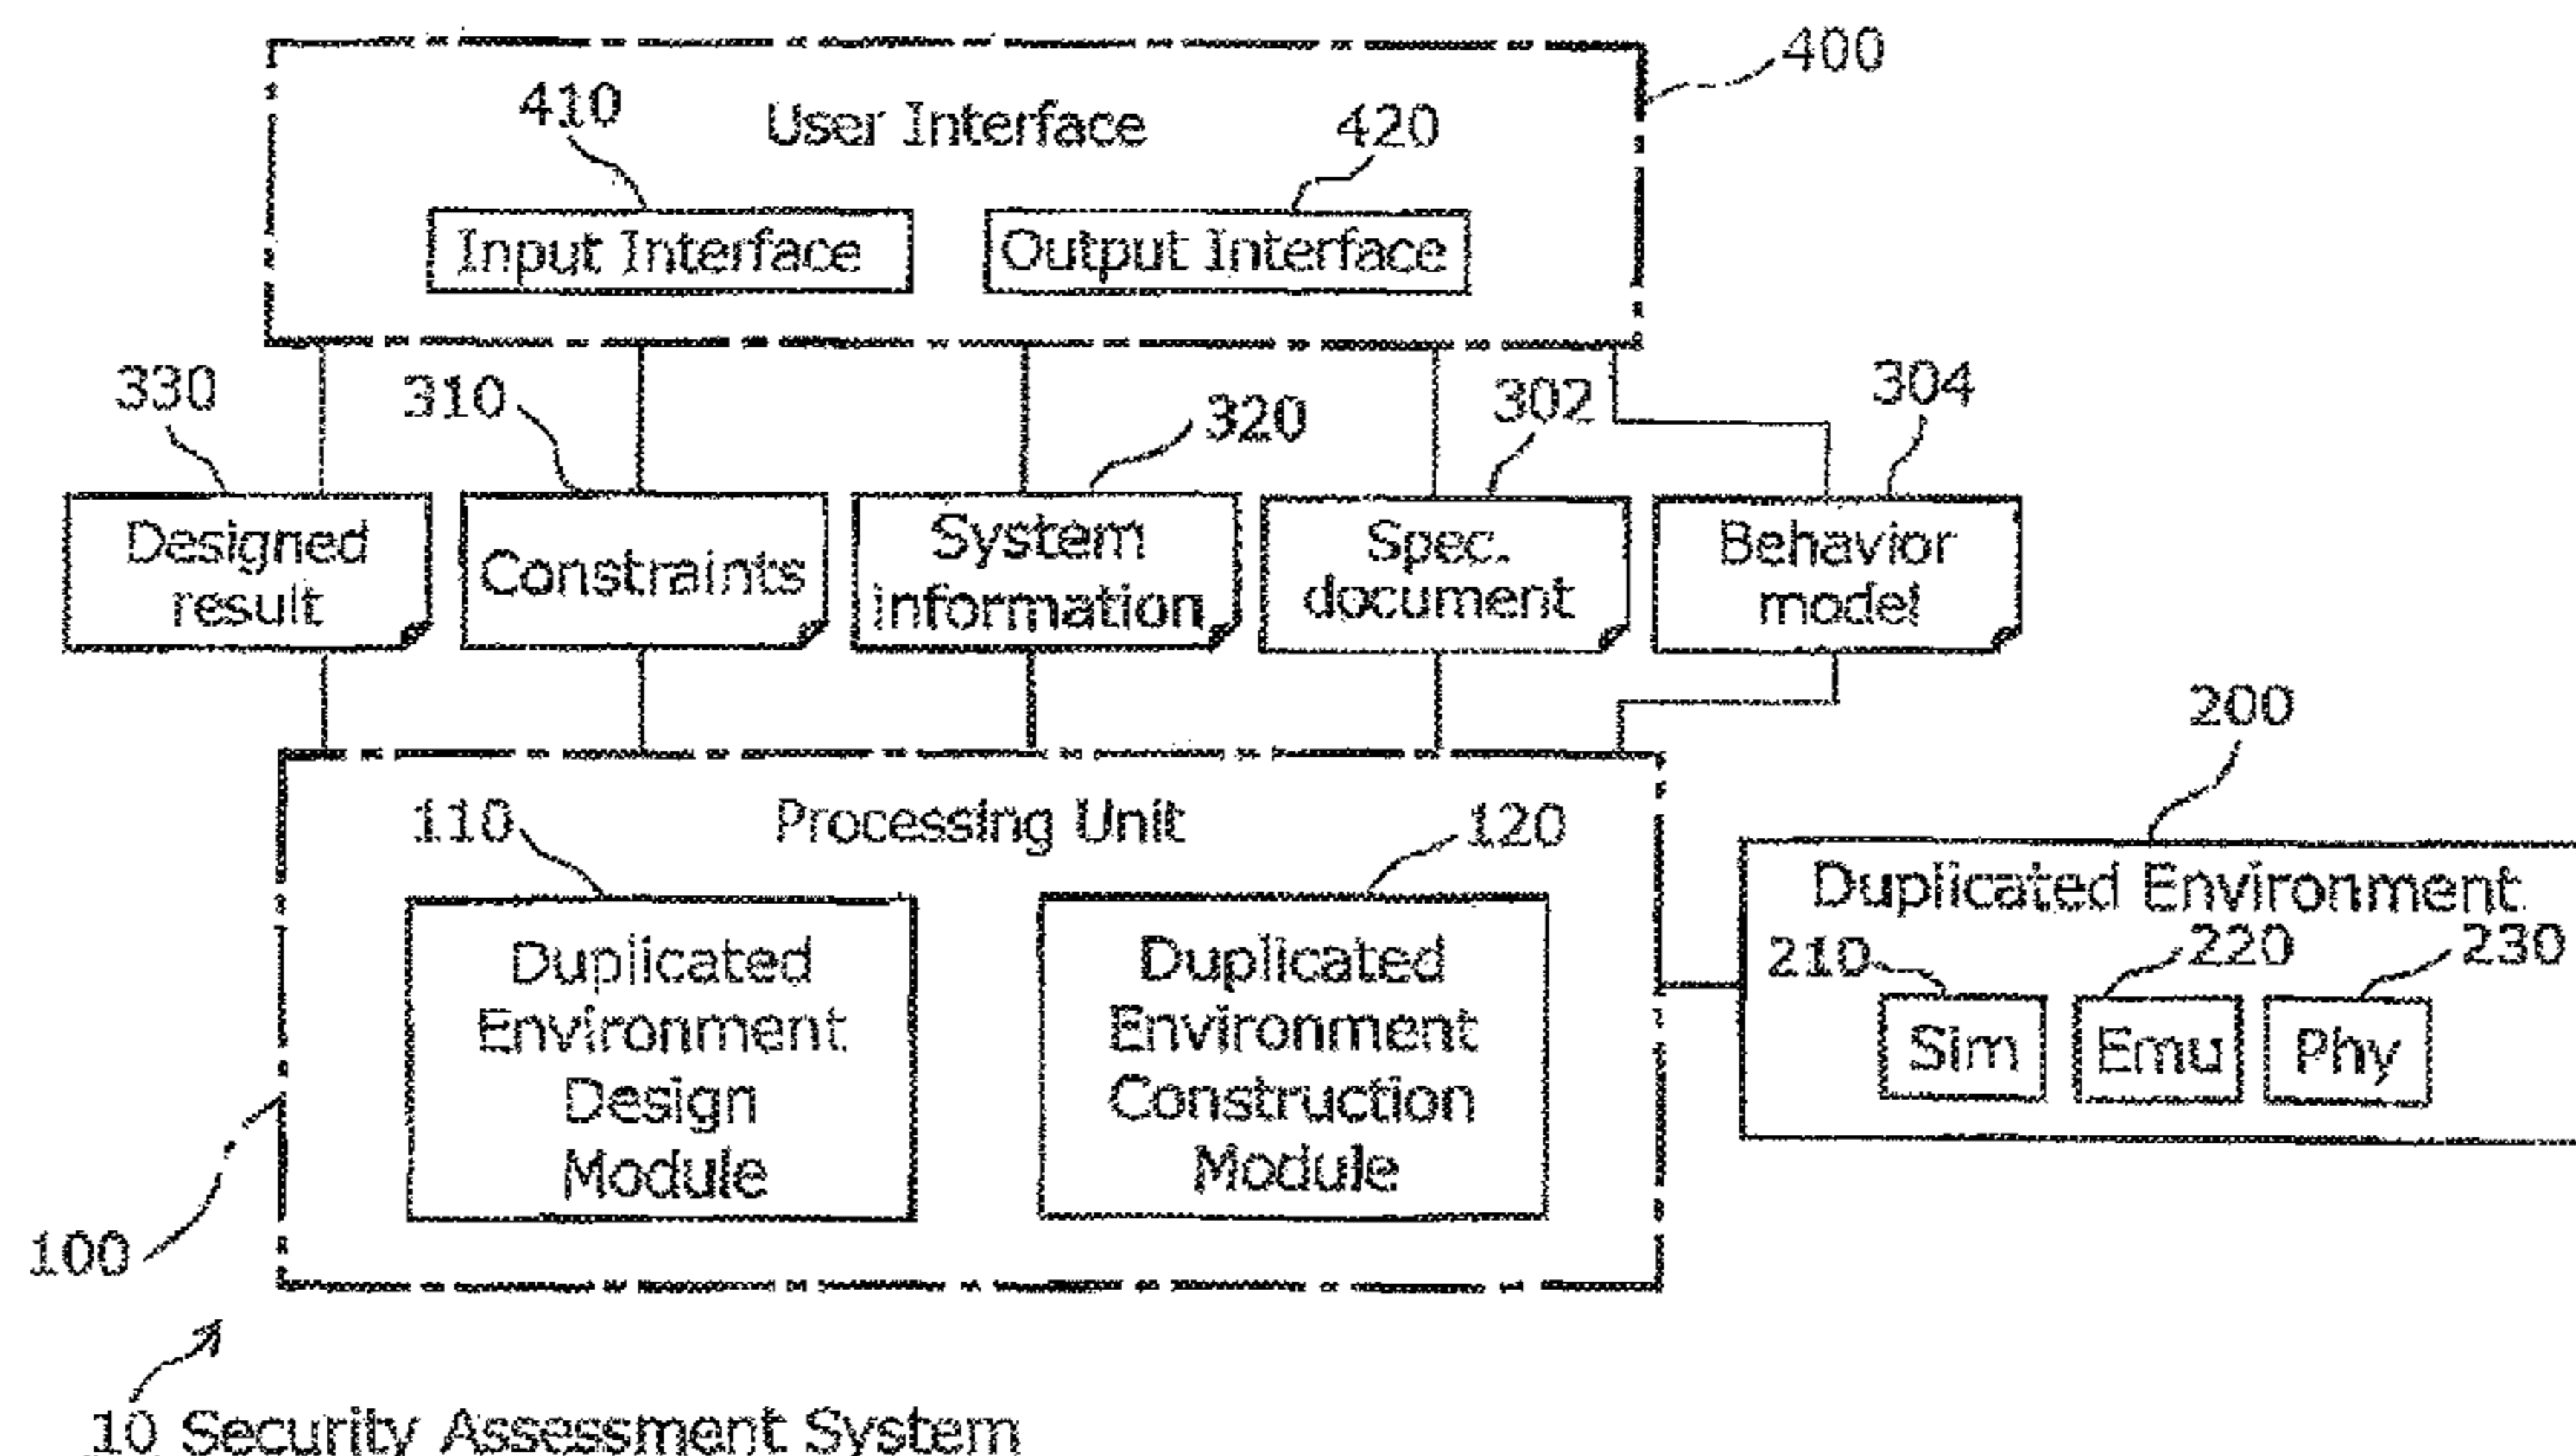 400
410
User Interface
420
Input Interface
Output Interface
330
310
320
302
304
Designed
result
Constraints
System
information
Spec.
document
Behavior
model
200
110
Processing Unit
120
Duplicated Environment
210
220
230
Sim
Emu
Phy
Duplicated
Environment
Design
Module
Duplicated
Environment
Construction
Module
100
10 Security Assessment System